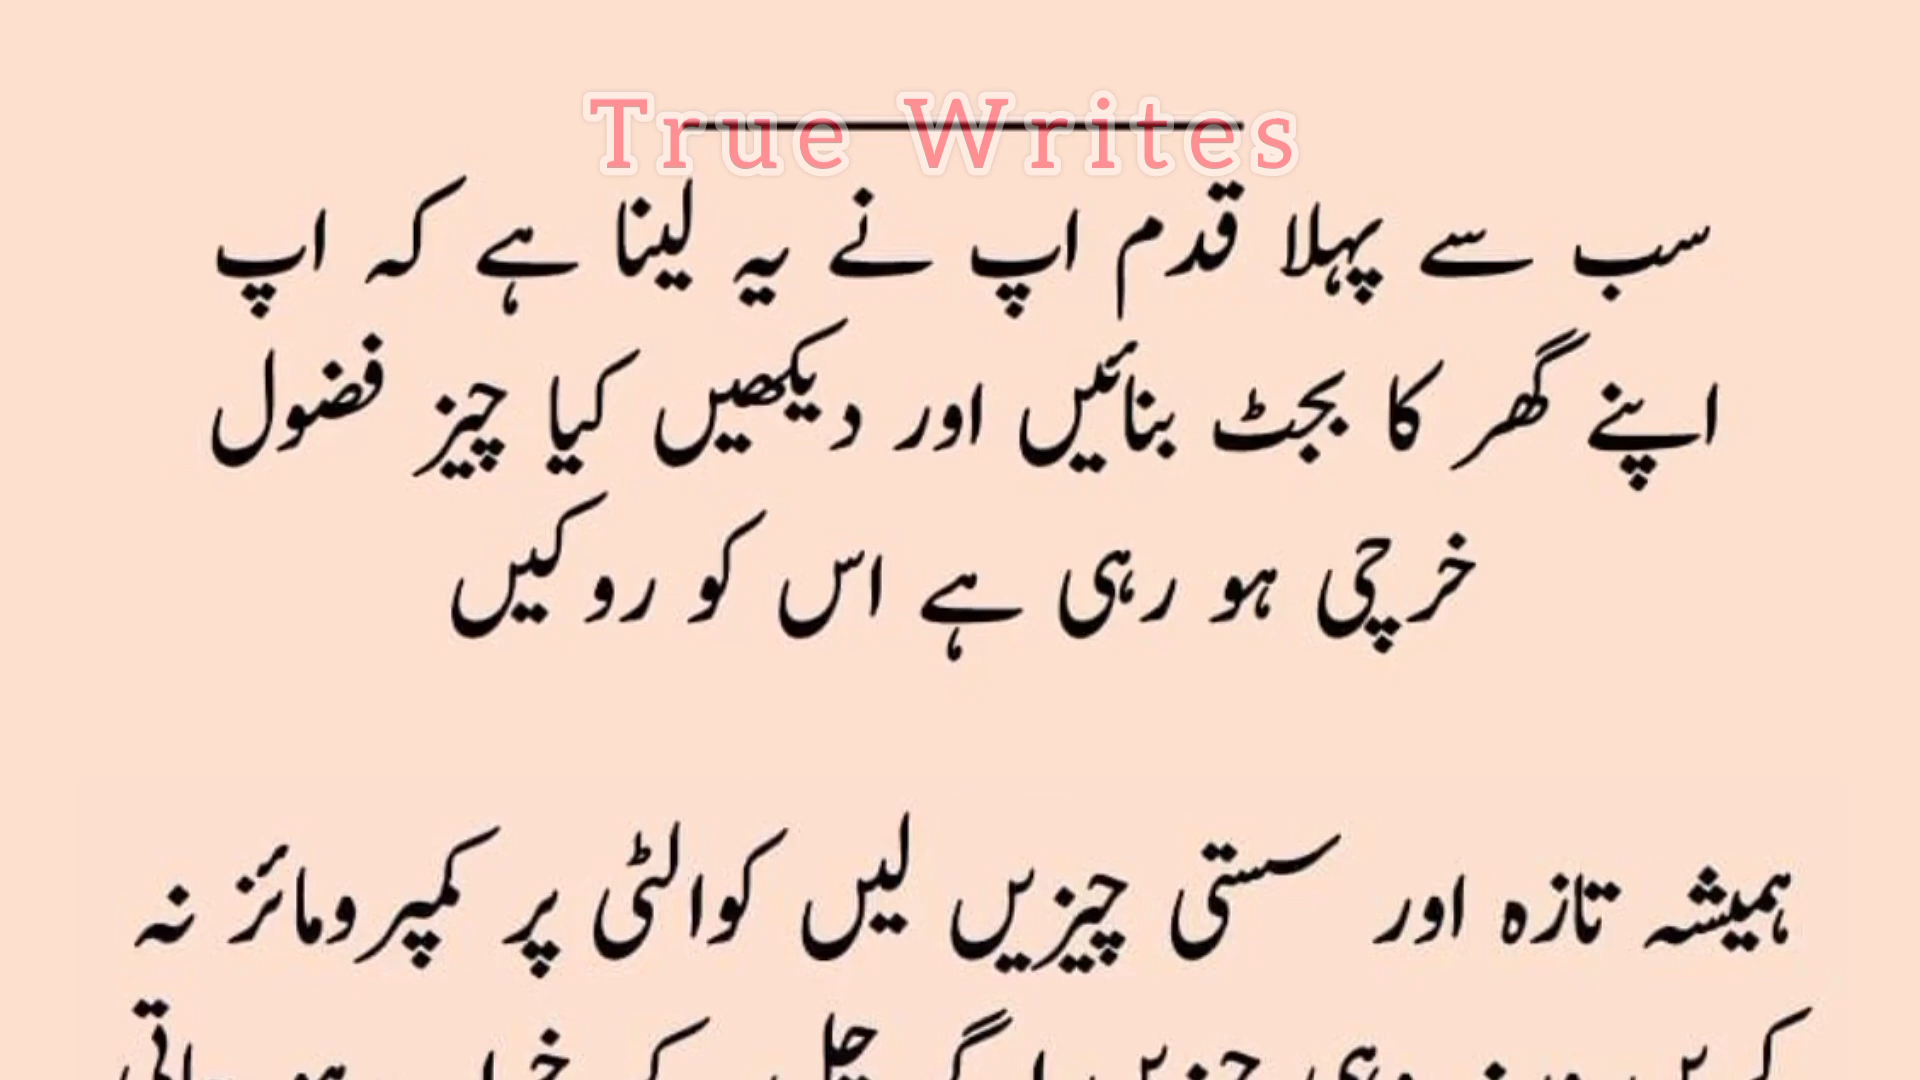 True Writes
سب سے پہلا قدم اپ نے یہ لینا ہے کہ اپ
اپنے گھر کا بجٹ بنائیں اور دیکھیں کیا چیز فضول
خرچی ہو رہی ہے اس کو روکیں
ہمیشہ تازہ اور سستی چیزیں لیں کوالٹی پر کمپرومائز نہ